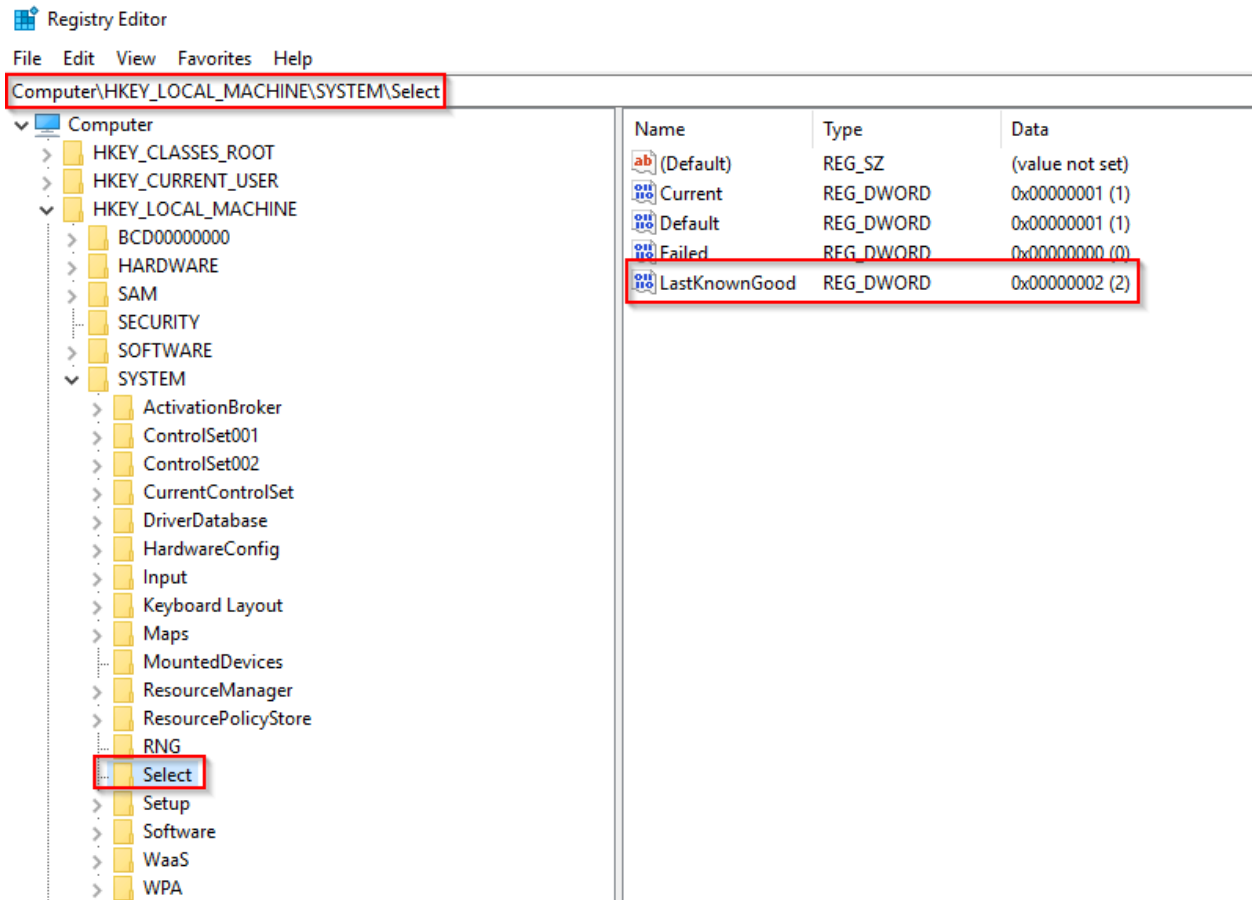 Registry Editor
File Edit View Favorites Help
Computer\HKEY_LOCAL_MACHINE\SYSTEM\Select
Computer
HKEY_CLASSES_ROOT
HKEY_CURRENT_USER
HKEY_LOCAL_MACHINE
BCD00000000
HARDWARE
SAM
SECURITY
SOFTWARE
SYSTEM
ActivationBroker
ControlSet001
ControlSet002
CurrentControlSet
DriverDatabase
HardwareConfig
Input
Keyboard Layout
Maps
MountedDevices
ResourceManager
ResourcePolicyStore
RNG
Select
Setup
Software
WaaS
WPA
Name Type Data
(Default) REG_SZ (value not set)
Current REG_DWORD 0x00000001 (1)
Default REG_DWORD 0x00000001 (1)
Failed REG_DWORD 0x00000000 (0)
LastKnownGood REG_DWORD 0x00000002 (2)